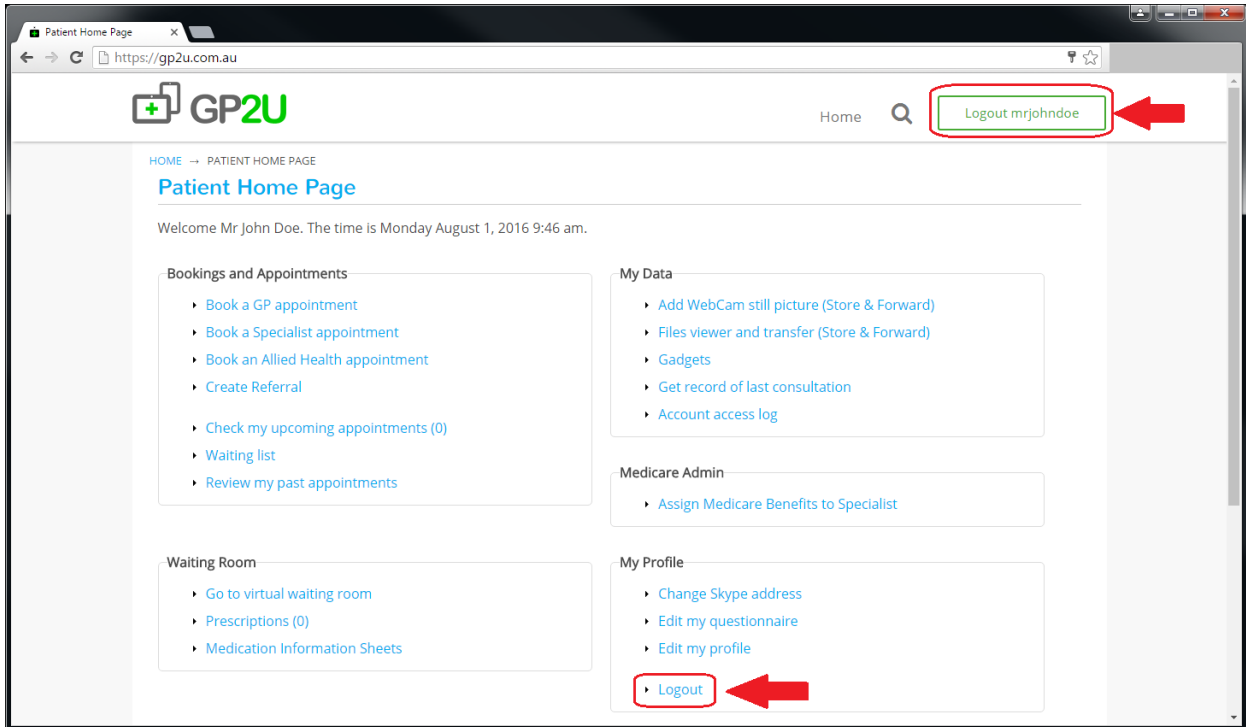 Patient Home Page
https://gp2u.com.au
GP2U
Home
Logout mrjohndoe
HOME → PATIENT HOME PAGE
Patient Home Page
Welcome Mr John Doe. The time is Monday August 1, 2016 9:46 am.
Bookings and Appointments
Book a GP appointment
Book a Specialist appointment
Book an Allied Health appointment
Create Referral
Check my upcoming appointments (0)
Waiting list
Review my past appointments
My Data
Add WebCam still picture (Store & Forward)
Files viewer and transfer (Store & Forward)
Gadgets
Get record of last consultation
Account access log
Medicare Admin
Assign Medicare Benefits to Specialist
Waiting Room
Go to virtual waiting room
Prescriptions (0)
Medication Information Sheets
My Profile
Change Skype address
Edit my questionnaire
Edit my profile
Logout